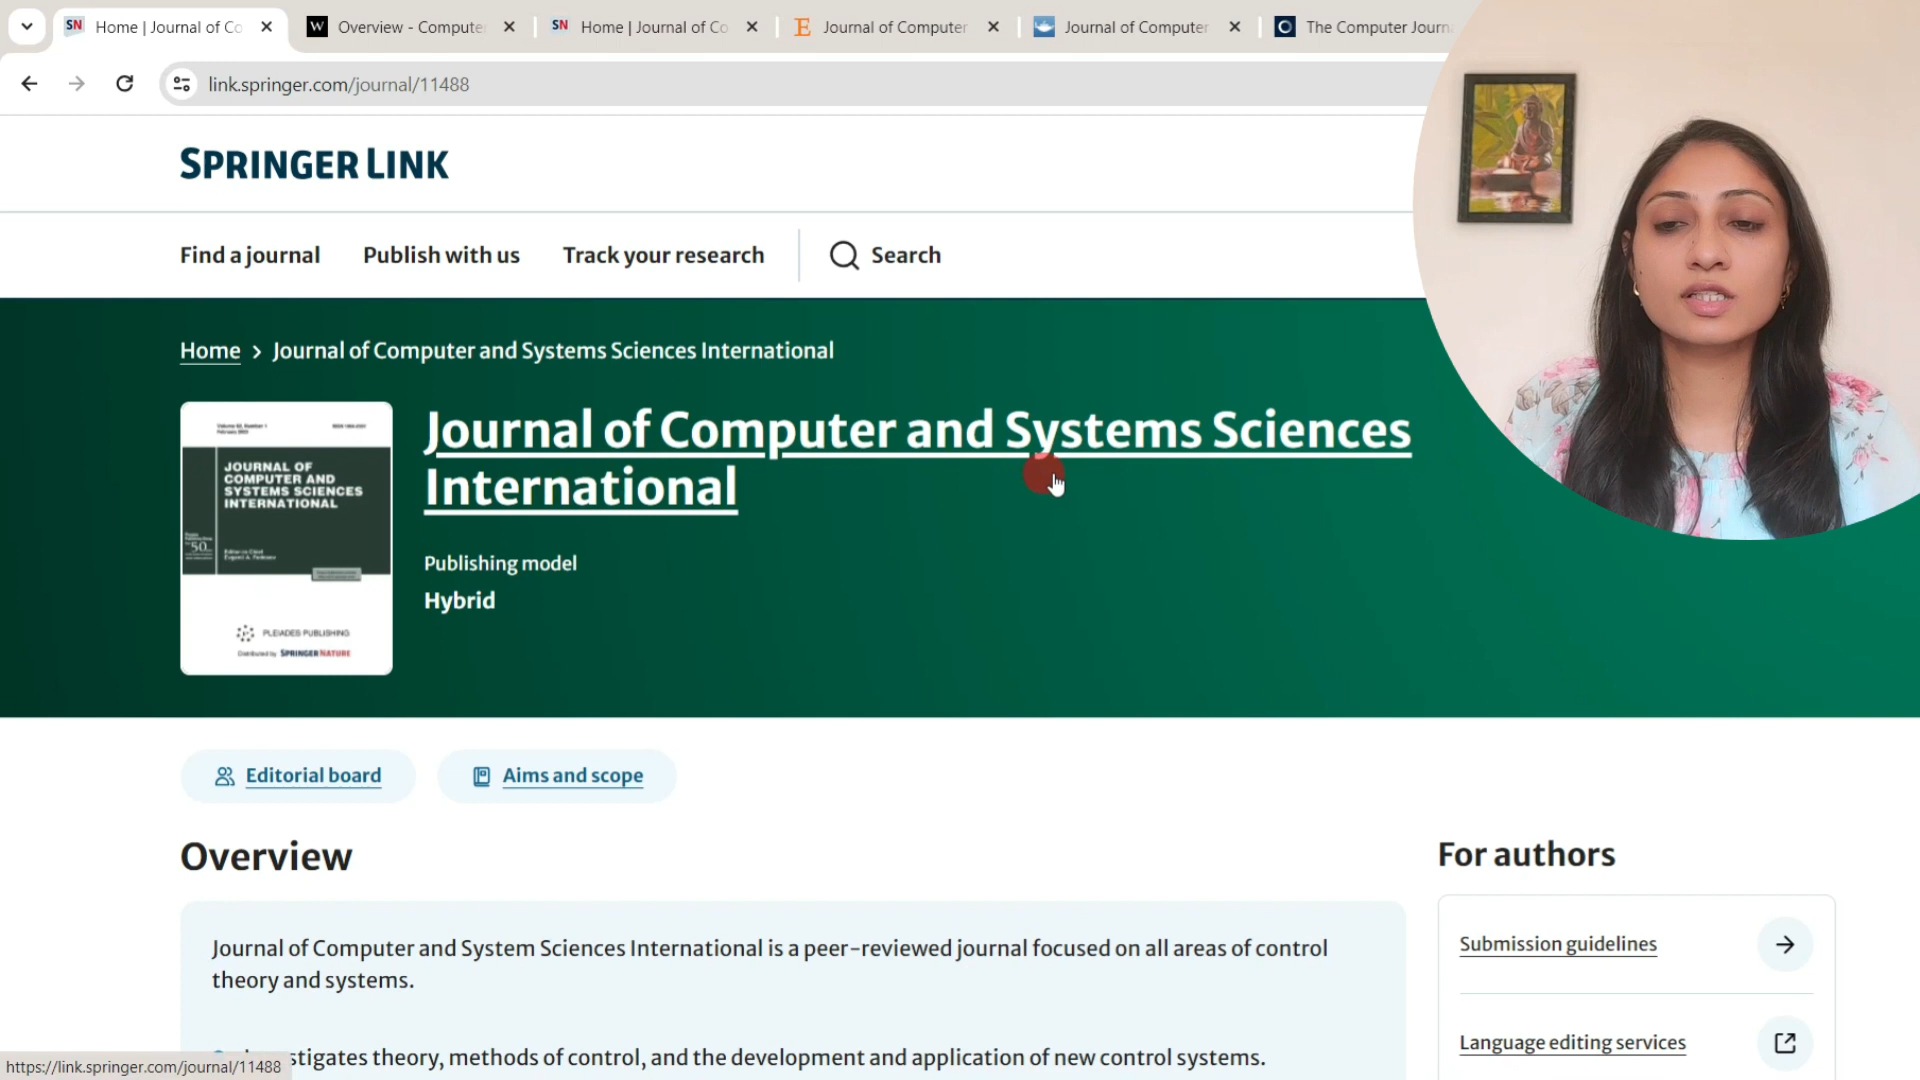 SN Home | Journal of Co
W Overview - Compute
SN Home | Journal of Co
E Journal of Computer
Journal of Computer
The Computer Journ
link.springer.com/journal/11488
SPRINGER LINK
Find a journal
Publish with us
Track your research
Search
Home > Journal of Computer and Systems Sciences International
JOURNAL OF
COMPUTER AND
SYSTEMS SCIENCES
INTERNATIONAL
50
PLEIADES PUBLISHING
Distributed by SPRINGER NATURE
Journal of Computer and Systems Sciences
International
Publishing model
Hybrid
Editorial board
Aims and scope
Overview
Journal of Computer and System Sciences International is a peer-reviewed journal focused on all areas of control
theory and systems.
stigates theory, methods of control, and the development and application of new control systems.
For authors
Submission guidelines
Language editing services
https://link.springer.com/journal/11488